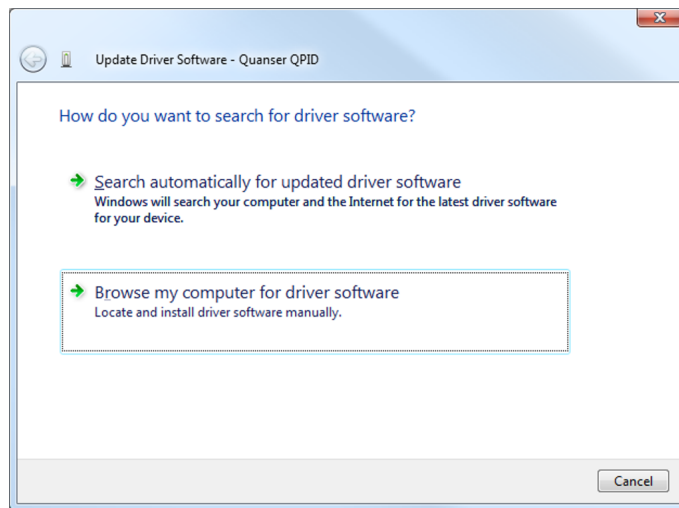 Update Driver Software - Quanser QPID
How do you want to search for driver software?
Search automatically for updated driver software
Windows will search your computer and the Internet for the latest driver software
for your device.
Browse my computer for driver software
Locate and install driver software manually.
Cancel